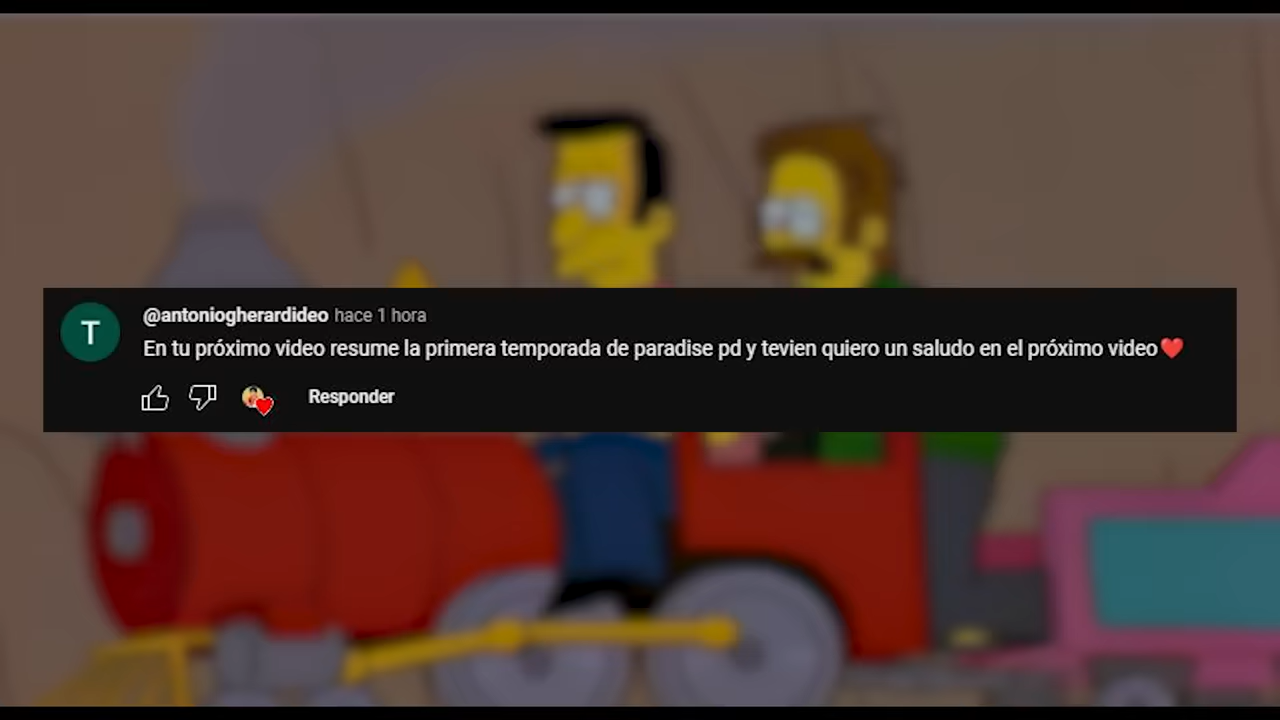 T
@antoniogherardideo hace 1 hora
En tu próximo video resume la primera temporada de paradise pd y tevien quiero un saludo en el próximo video❤️
Responder